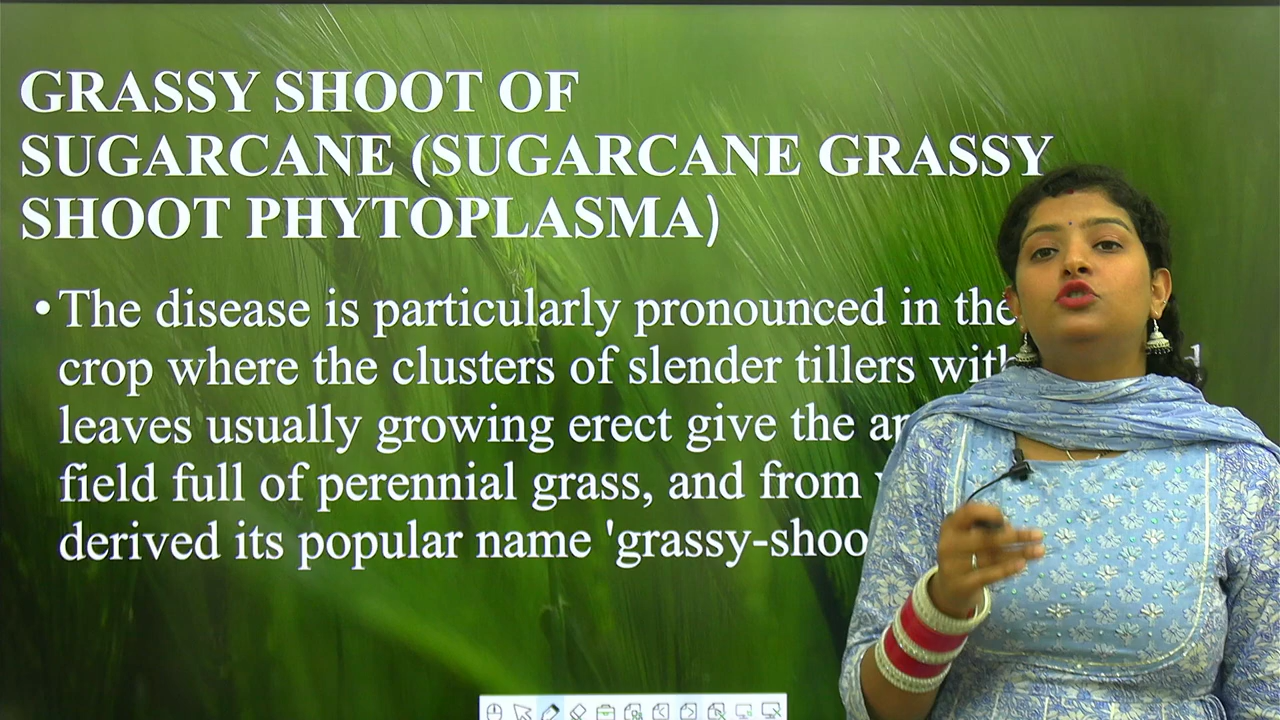 GRASSY SHOOT OF
SUGARCANE (SUGARCANE GRASSY
SHOOT PHYTOPLASMA)
• The disease is particularly pronounced in the
crop where the clusters of slender tillers with
leaves usually growing erect give the
field full of perennial grass, and from
derived its popular name 'grassy-shoo